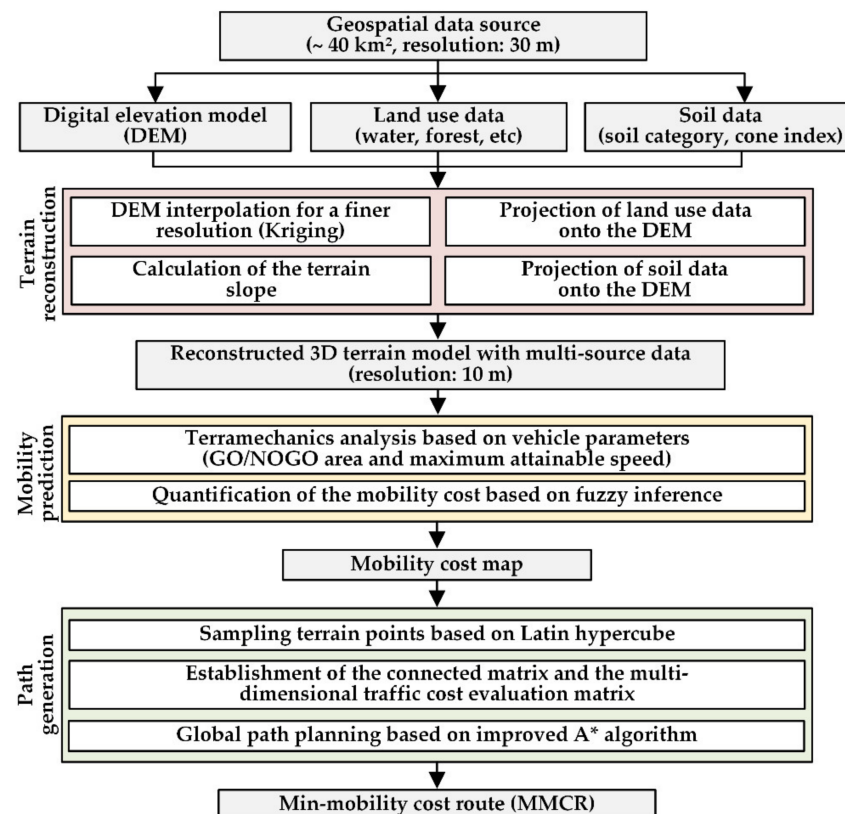 Geospatial data source
(~ 40 km², resolution: 30 m)
Digital elevation model
(DEM)
Land use data
(water, forest, etc)
Soil data
(soil category, cone index)
Terrain
reconstruction
DEM interpolation for a finer
resolution (Kriging)
Projection of land use data
onto the DEM
Calculation of the terrain
slope
Projection of soil data
onto the DEM
Reconstructed 3D terrain model with multi-source data
(resolution: 10 m)
Mobility
prediction
Terramechanics analysis based on vehicle parameters
(GO/NOGO area and maximum attainable speed)
Quantification of the mobility cost based on fuzzy inference
Mobility cost map
Path
generation
Sampling terrain points based on Latin hypercube
Establishment of the connected matrix and the multi-
dimensional traffic cost evaluation matrix
Global path planning based on improved A* algorithm
Min-mobility cost route (MMCR)